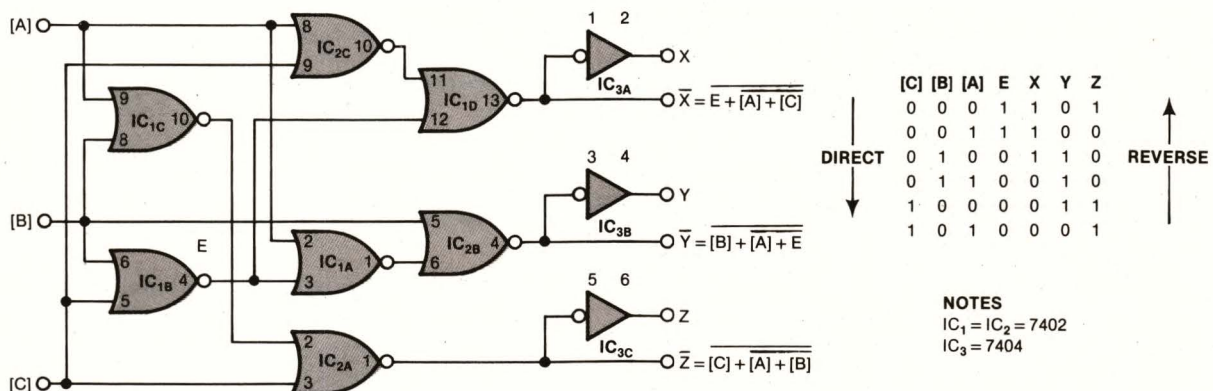 [A]
8
9
IC2C 10
1 2
IC3A
X
11
12
IC1D 13
X̅ = E + [A] + [C]
9
8
IC1C 10
[B]
6
5
IC1B 4
E
2
3
IC1A 1
5
6
IC2B 4
3 4
IC3B
Y
Y̅ = [B] + [A] + E
2
3
IC2A 1
5 6
IC3C
Z
Z̅ = [C] + [A] + [B]
[C]
[C] [B] [A] E X Y Z
0 0 0 1 1 0 1
0 0 1 1 1 0 0
0 1 0 0 1 1 0
0 1 1 0 0 1 0
1 0 0 0 0 1 1
1 0 1 0 0 0 1
DIRECT
REVERSE
NOTES
IC1 = IC2 = 7402
IC3 = 7404